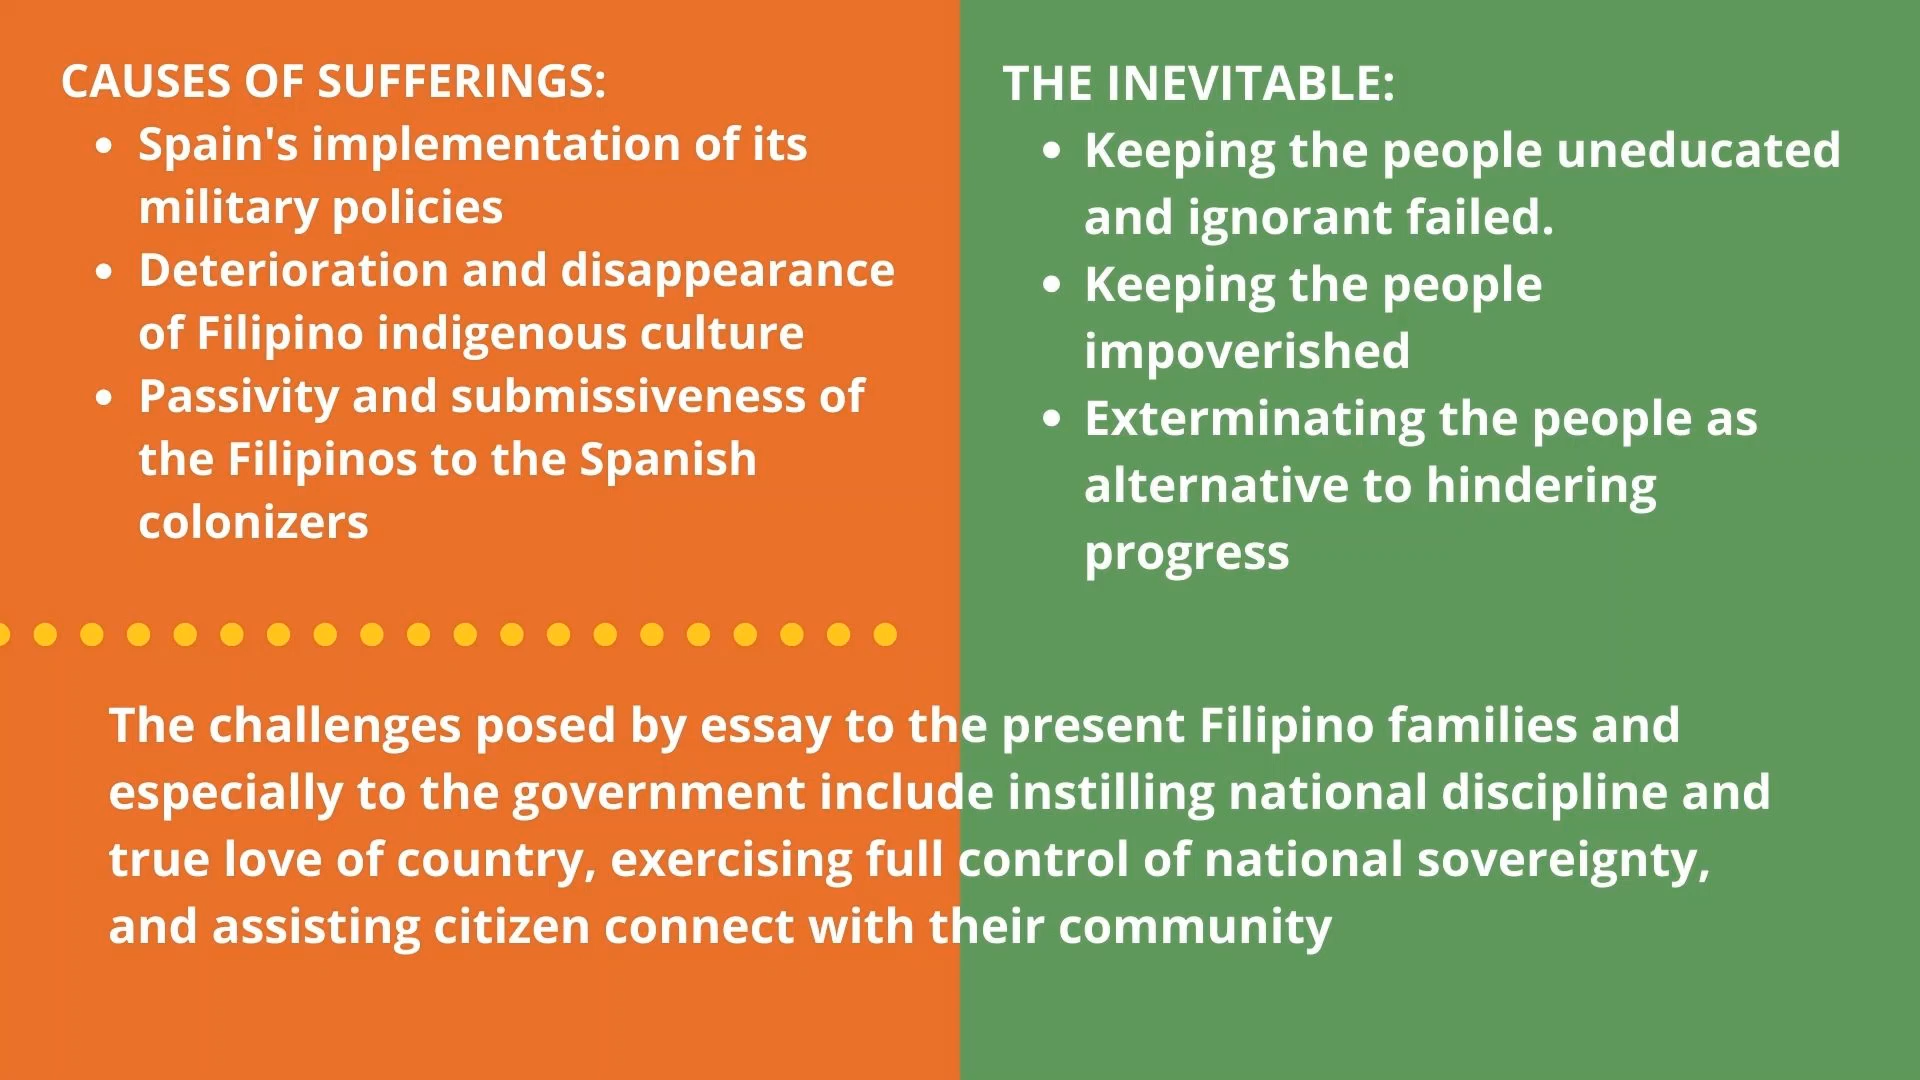 CAUSES OF SUFFERINGS:
• Spain's implementation of its
military policies
• Deterioration and disappearance
of Filipino indigenous culture
• Passivity and submissiveness of
the Filipinos to the Spanish
colonizers
THE INEVITABLE:
• Keeping the people uneducated
and ignorant failed.
• Keeping the people
impoverished
• Exterminating the people as
alternative to hindering
progress
The challenges posed by essay to the present Filipino families and
especially to the government include instilling national discipline and
true love of country, exercising full control of national sovereignty,
and assisting citizen connect with their community